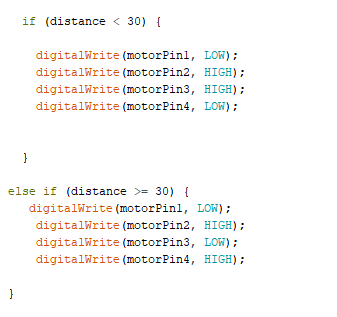 if (distance < 30) {
digitalWrite(motorPin1, LOW);
digitalWrite(motorPin2, HIGH);
digitalWrite(motorPin3, HIGH);
digitalWrite(motorPin4, LOW);
}
else if (distance >= 30) {
digitalWrite(motorPin1, LOW);
digitalWrite(motorPin2, HIGH);
digitalWrite(motorPin3, LOW);
digitalWrite(motorPin4, HIGH);
}